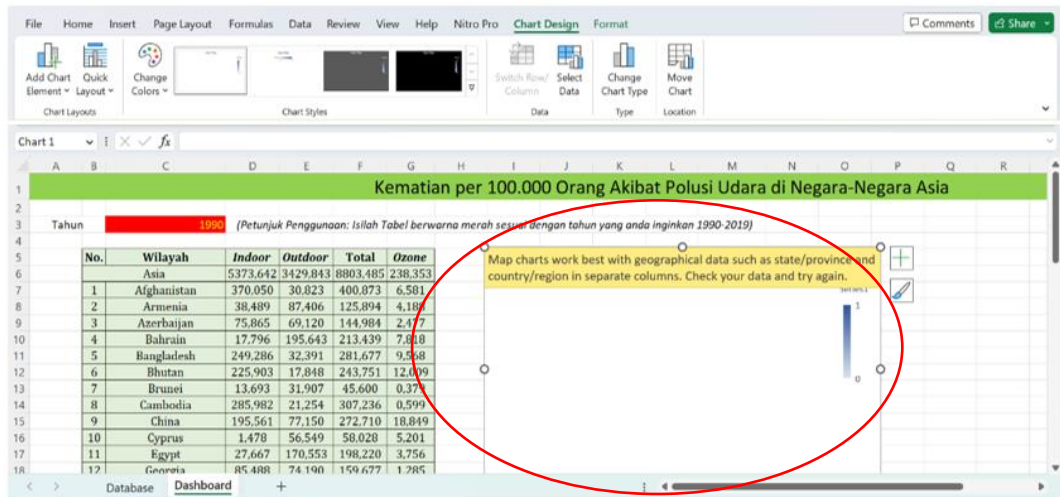 File Home Insert Page Layout Formulas Data Review View Help Nitro Pro Chart Design Format Comments Share
Add Chart Element Quick Layout Change Colors Switch Row/ Column Select Data Change Chart Type Move Chart
Chart Layouts Chart Styles Data Type Location
Chart 1 fx
A B C D E F G H I J K L M N O P Q R
1 Kematian per 100.000 Orang Akibat Polusi Udara di Negara-Negara Asia
2
3 Tahun 1990 (Petunjuk Penggunaan: Isilah Tabel berwarna merah sesuai dengan tahun yang anda inginkan 1990-2019)
4
5 No. Wilayah Indoor Outdoor Total Ozone
6 Asia 5373,642 3429,843 8803,485 238,353
7 1 Afghanistan 370,050 30,823 400,873 6,581
8 2 Armenia 38,489 87,406 125,894
9 3 Azerbaijan 75,865 69,120 144,984
10 4 Bahrain 17,796 195,643 213,439 7,818
11 5 Bangladesh 249,286 32,391 281,677 9,568
12 6 Bhutan 225,903 17,848 243,751 12,009
13 7 Brunei 13,693 31,907 45,600
14 8 Cambodia 285,982 21,254 307,236 0,599
15 9 China 195,561 77,150 272,710 18,849
16 10 Cyprus 1,478 56,549 58,028 5,201
17 11 Egypt 27,667 170,553 198,220 3,756
18 12 Georgia 85,488 74,190 159,677 1,285
Map charts work best with geographical data such as state/province and
country/region in separate columns. Check your data and try again.
Series1
1
0
Database Dashboard